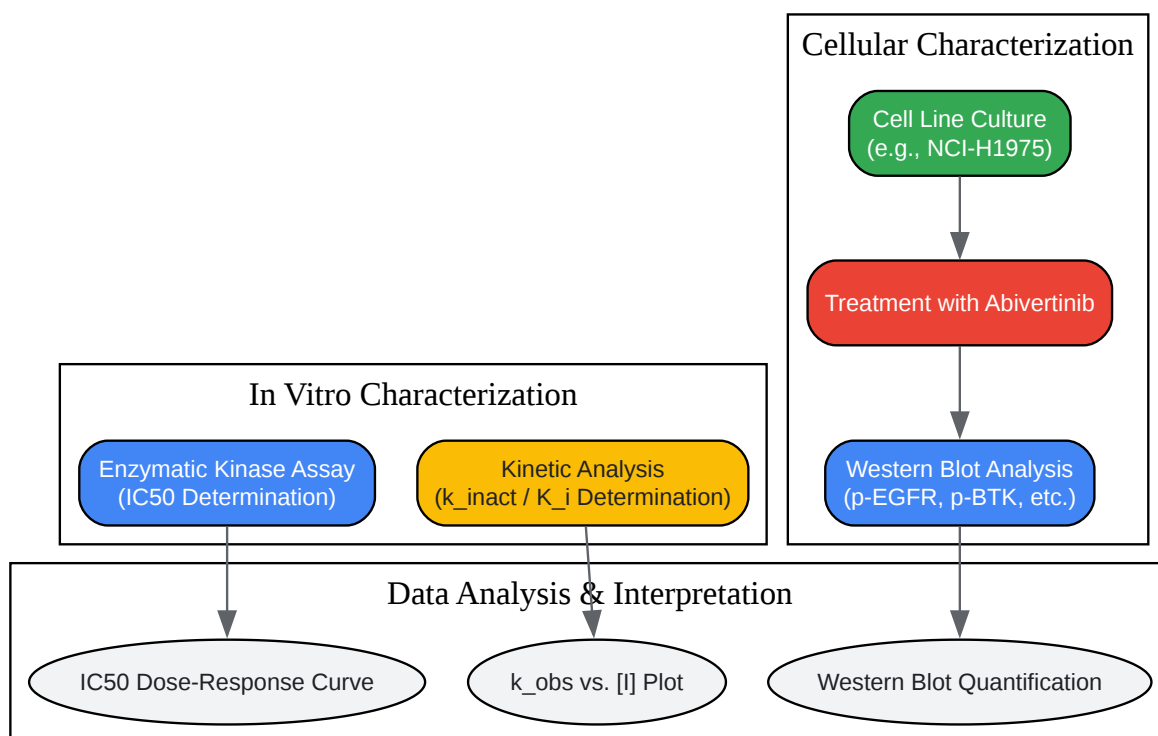 Cellular Characterization
Cell Line Culture
(e.g., NCI-H1975)
Treatment with Abivertinib
In Vitro Characterization
Enzymatic Kinase Assay
(IC50 Determination)
Kinetic Analysis
(k_inact / K_i Determination)
Western Blot Analysis
(p-EGFR, p-BTK, etc.)
Data Analysis & Interpretation
IC50 Dose-Response Curve
k_obs vs. [I] Plot
Western Blot Quantification